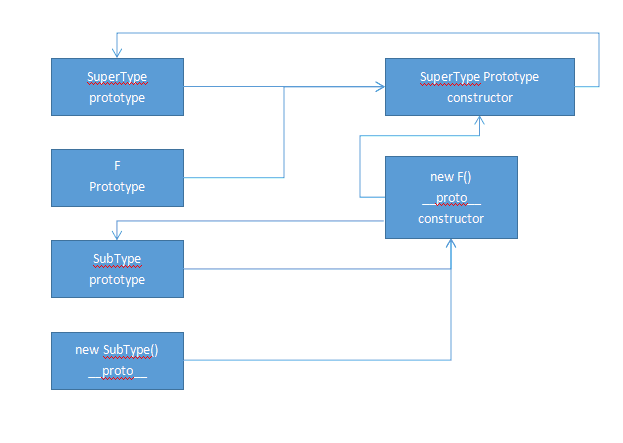 SuperType
prototype
SuperType Prototype
constructor
F
Prototype
new F()
__proto__
constructor
SubType
prototype
new SubType()
__proto__